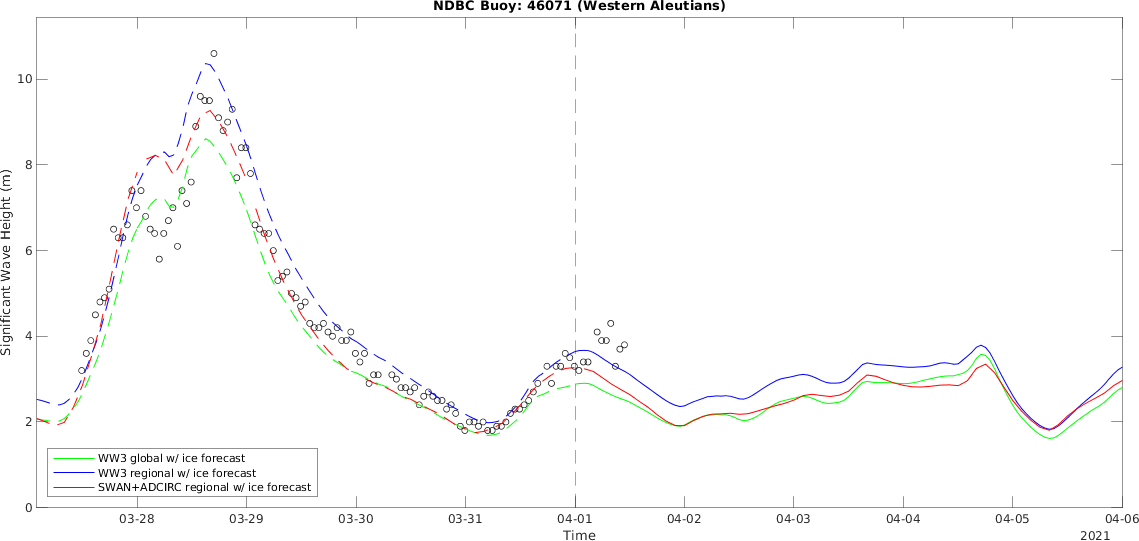 NDBC Buoy: 46071 (Western Aleutians)
Significant Wave Height (m)
10
8
6
4
2
0
WW3 global w/ ice forecast
WW3 regional w/ ice forecast
SWAN+ADCIRC regional w/ ice forecast
03-28 03-29 03-30 03-31 04-01 04-02 04-03 04-04 04-05 04-06
Time
2021